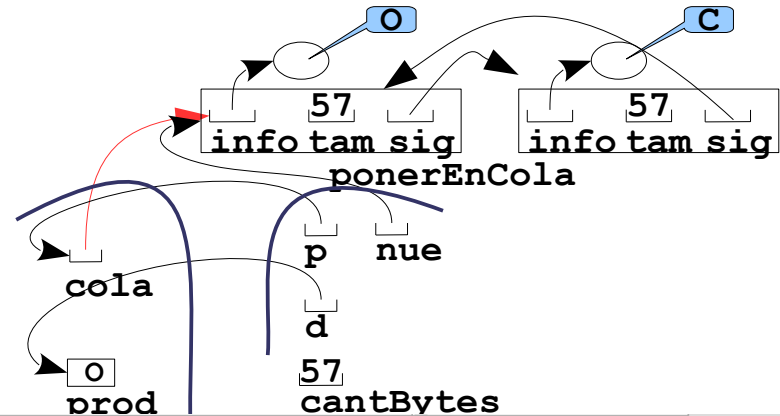 O C
57 57
info tam sig info tam sig
ponerEnCola
p nue
cola
d
O 57
prod cantBytes